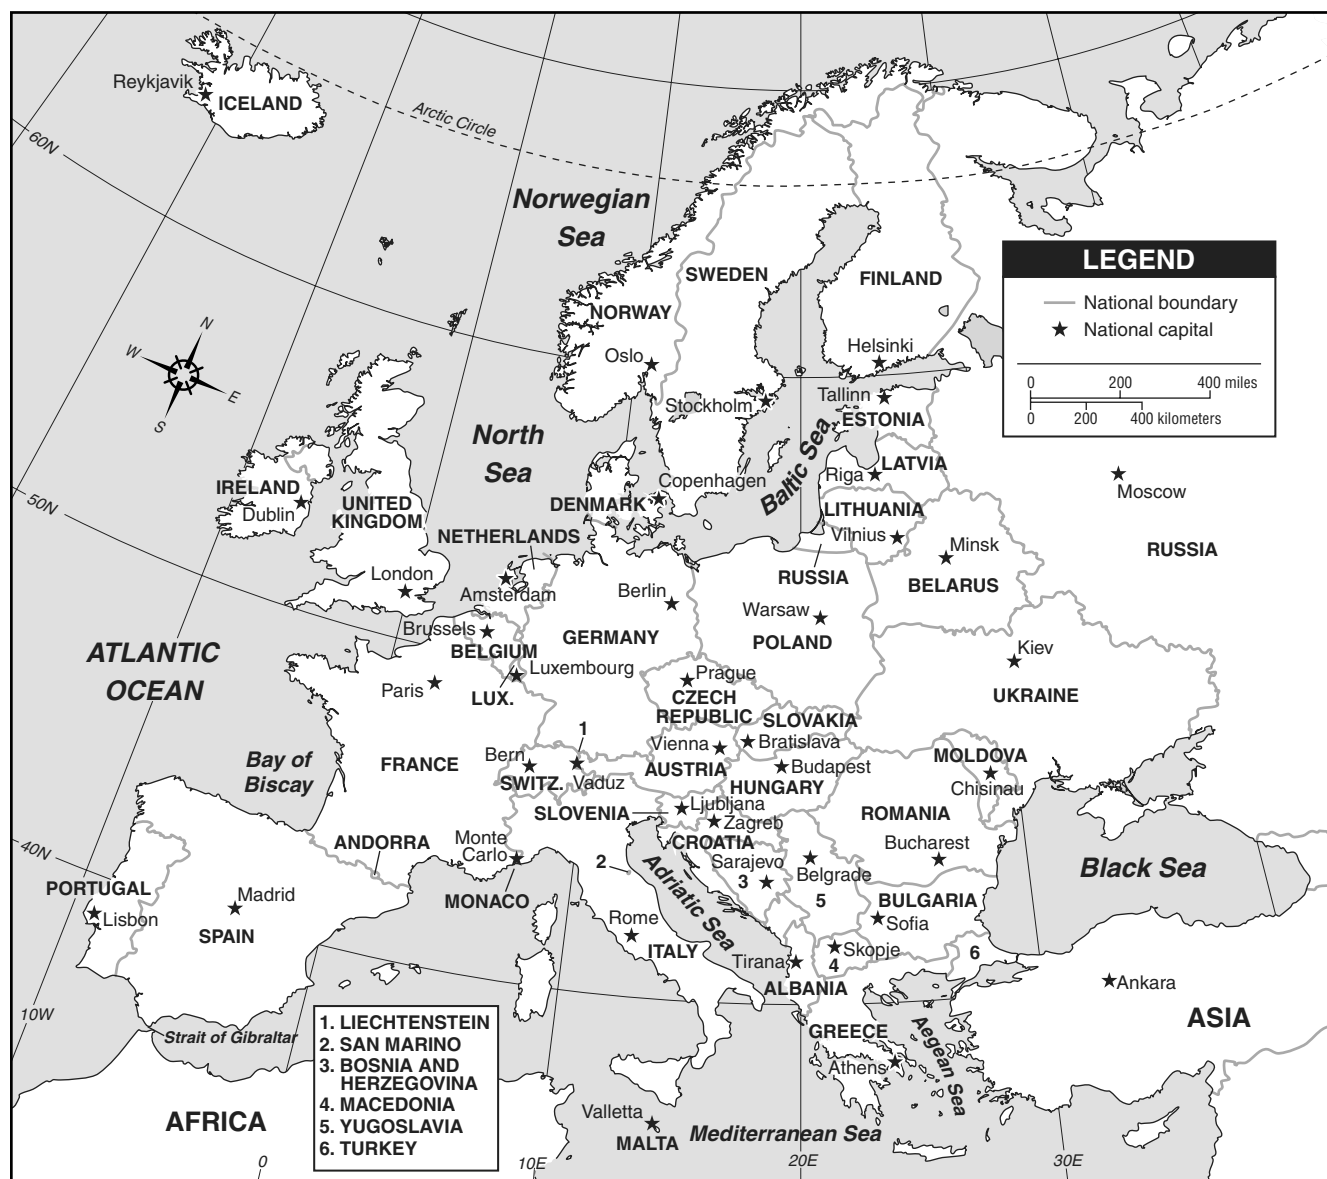 Reykjavik
ICELAND
Arctic Circle
60N
Norwegian
Sea
SWEDEN
FINLAND
NORWAY
LEGEND
National boundary
National capital
0 200 400 miles
0 200 400 kilometers
N
W
E
S
Oslo
Helsinki
Stockholm
Tallinn
ESTONIA
North
Sea
Baltic Sea
LATVIA
Riga
Moscow
Copenhagen
DENMARK
IRELAND
Dublin
UNITED
KINGDOM
50N
LITHUANIA
Vilnius
NETHERLANDS
Minsk
RUSSIA
RUSSIA
BELARUS
London
Amsterdam
Berlin
Warsaw
Brussels
BELGIUM
GERMANY
POLAND
ATLANTIC
OCEAN
Kiev
Luxembourg
LUX.
Paris
Prague
CZECH
REPUBLIC
UKRAINE
SLOVAKIA
1
Vienna
Bratislava
Bay of
Biscay
FRANCE
Bern
SWITZ.
Vaduz
AUSTRIA
Budapest
HUNGARY
MOLDOVA
Chisinau
SLOVENIA
Ljubljana
Zagreb
CROATIA
ROMANIA
ANDORRA
Monte
Carlo
2
Adriatic Sea
Sarajevo
3
Belgrade
5
Bucharest
Black Sea
40N
PORTUGAL
Lisbon
Madrid
SPAIN
MONACO
Rome
ITALY
BULGARIA
Sofia
Skopje
4
6
Tirana
ALBANIA
Ankara
ASIA
10W
Strait of Gibraltar
GREECE
Athens
Aegean Sea
1. LIECHTENSTEIN
2. SAN MARINO
3. BOSNIA AND
HERZEGOVINA
4. MACEDONIA
5. YUGOSLAVIA
6. TURKEY
AFRICA
Valletta
MALTA
Mediterranean Sea
0
10E
20E
30E